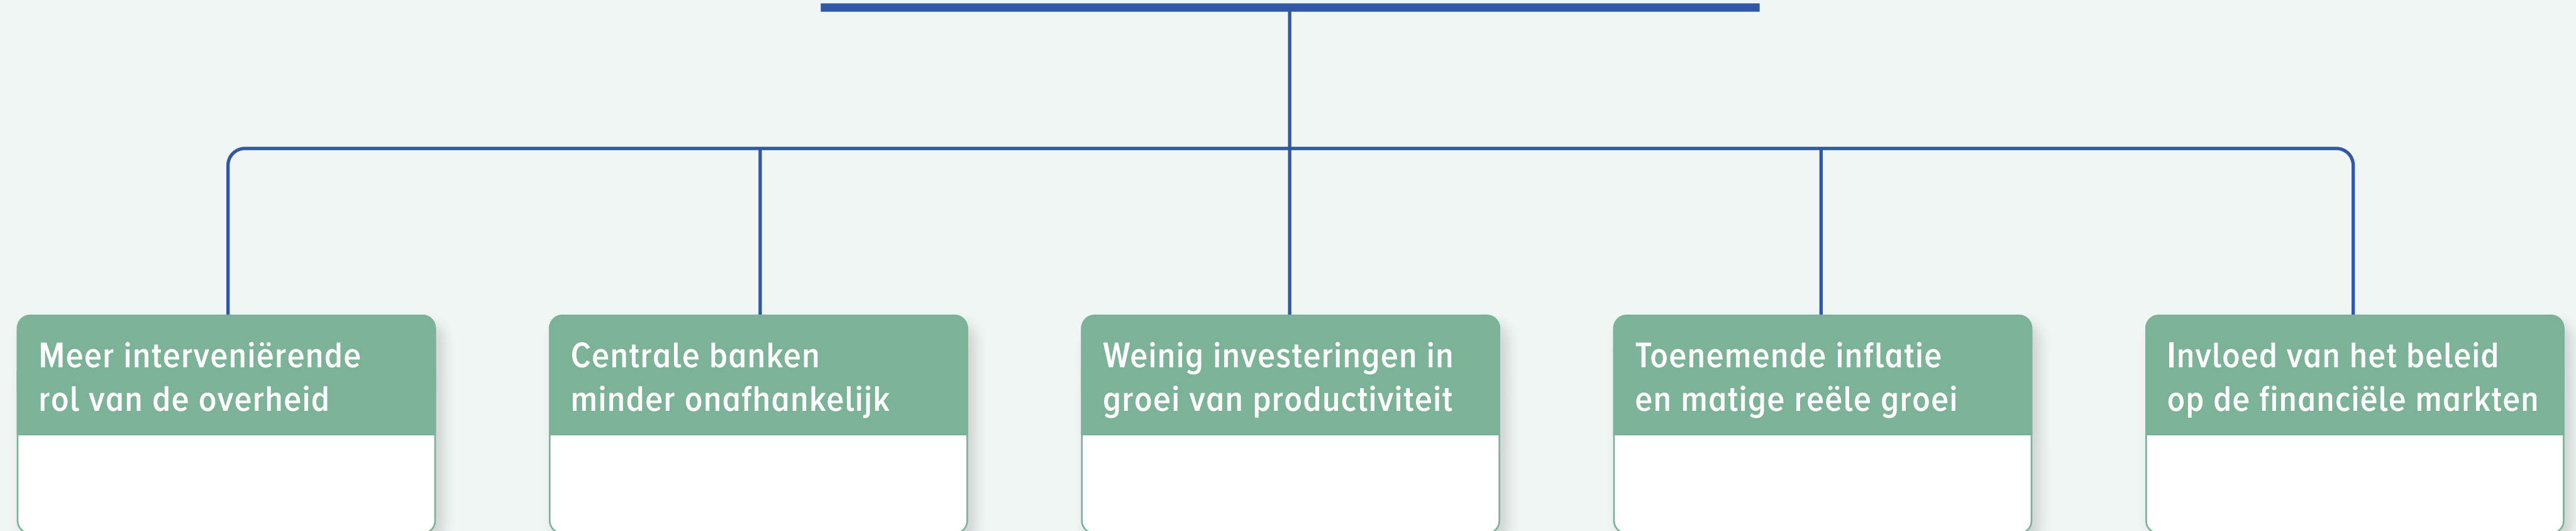 Meer interveniërende
rol van de overheid
Centrale banken
minder onafhankelijk
Weinig investeringen in
groei van productiviteit
Toenemende inflatie
en matige reële groei
Invloed van het beleid
op de financiële markten